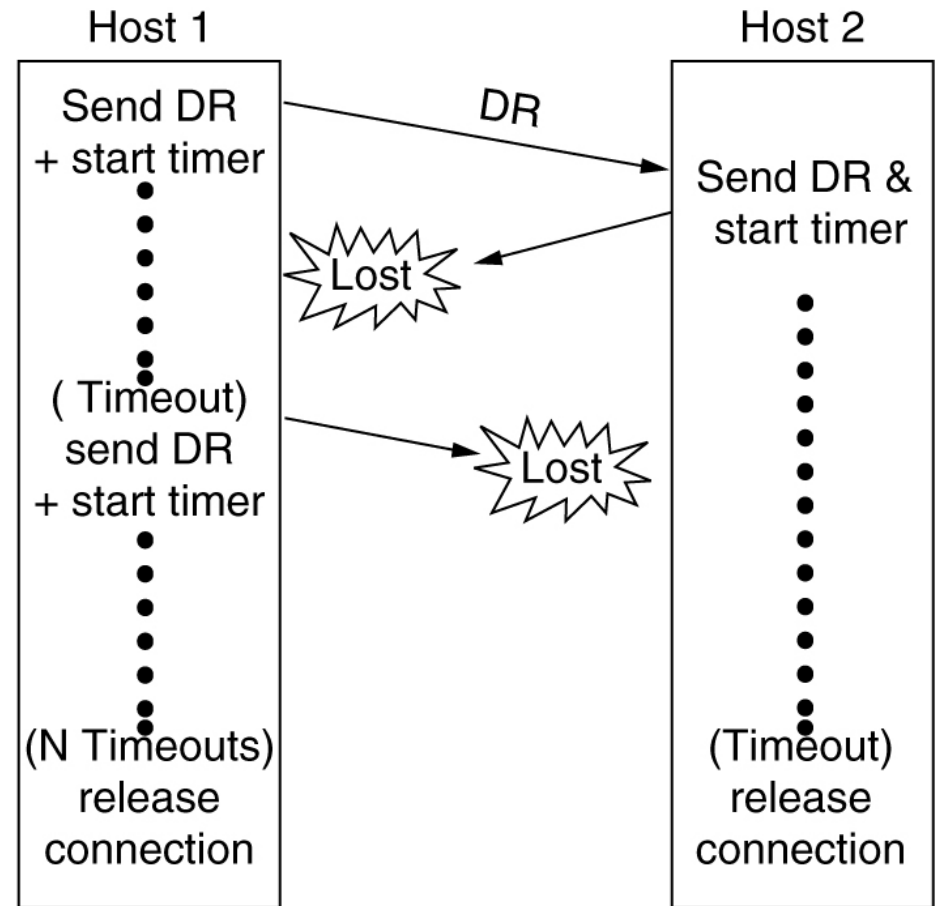 Host 1
Host 2
Send DR
+ start timer
DR
Send DR &
start timer
Lost
( Timeout)
send DR
+ start timer
Lost
(N Timeouts)
release
connection
(Timeout)
release
connection